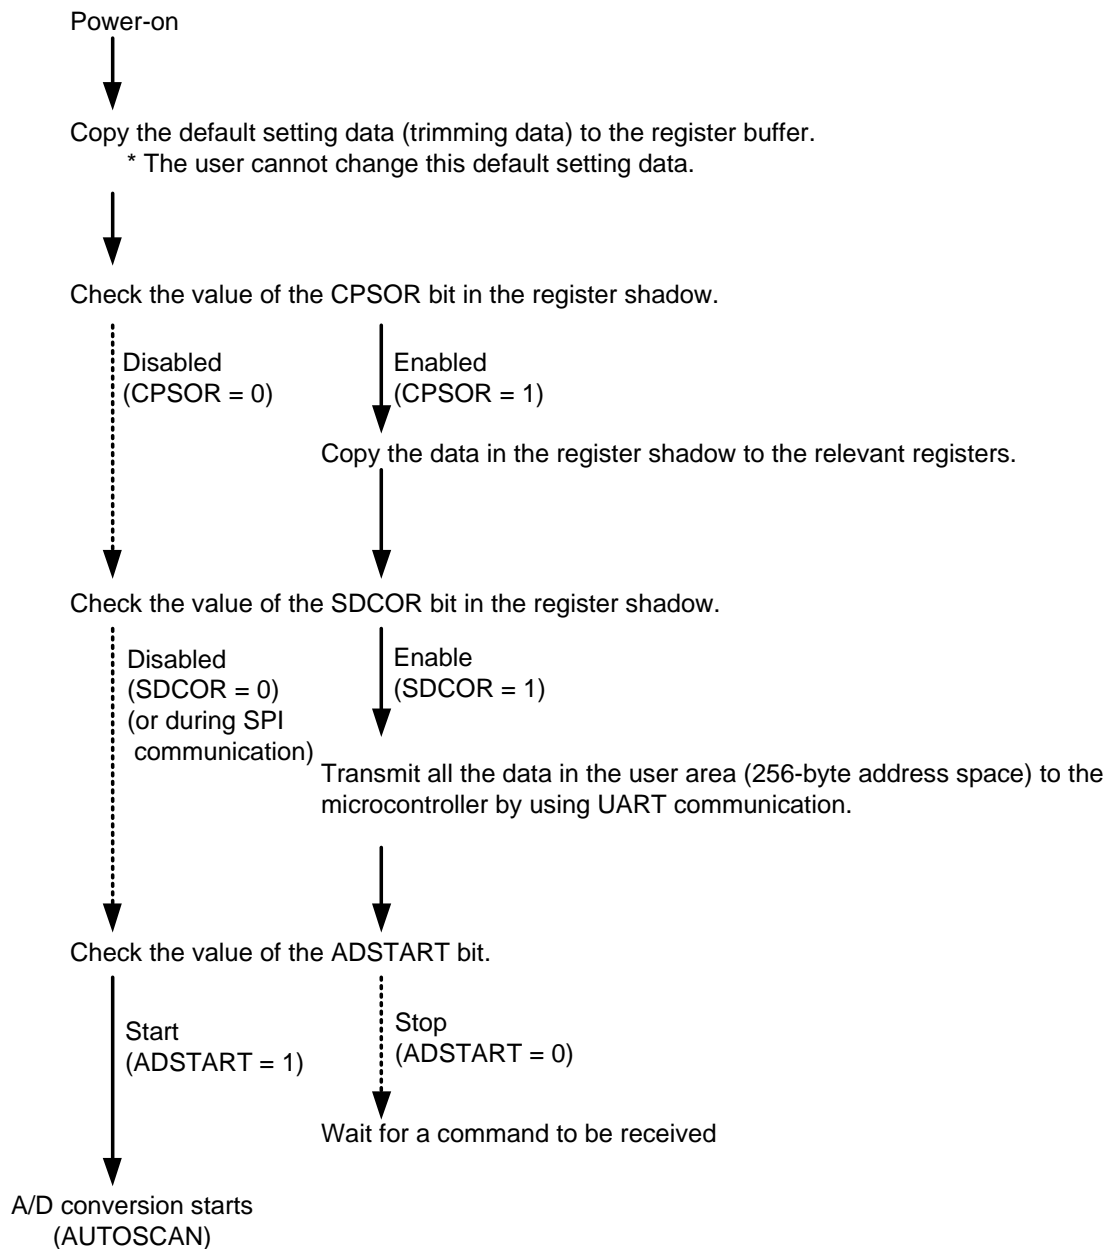 Power-on
Copy the default setting data (trimming data) to the register buffer.
* The user cannot change this default setting data.
Check the value of the CPSOR bit in the register shadow.
Disabled
(CPSOR = 0)
Enabled
(CPSOR = 1)
Copy the data in the register shadow to the relevant registers.
Check the value of the SDCOR bit in the register shadow.
Disabled
(SDCOR = 0)
(or during SPI
communication)
Enable
(SDCOR = 1)
Transmit all the data in the user area (256-byte address space) to the
microcontroller by using UART communication.
Check the value of the ADSTART bit.
Start
(ADSTART = 1)
Stop
(ADSTART = 0)
Wait for a command to be received
A/D conversion starts
(AUTOSCAN)